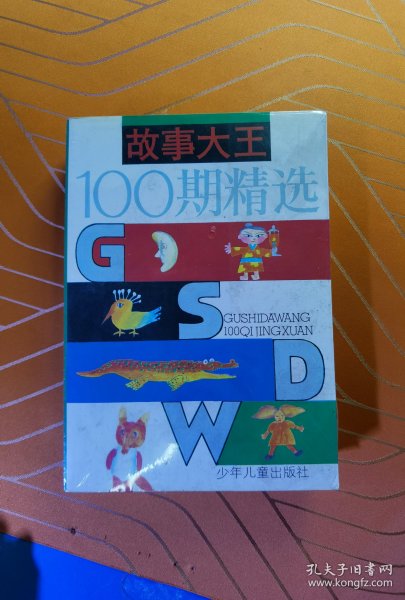 故事大王
100期精选
G
S
GUSHIDAWANG
100QI JINGXUAN
D
W
少年儿童出版社
孔夫子旧书网
www.kongfz.com